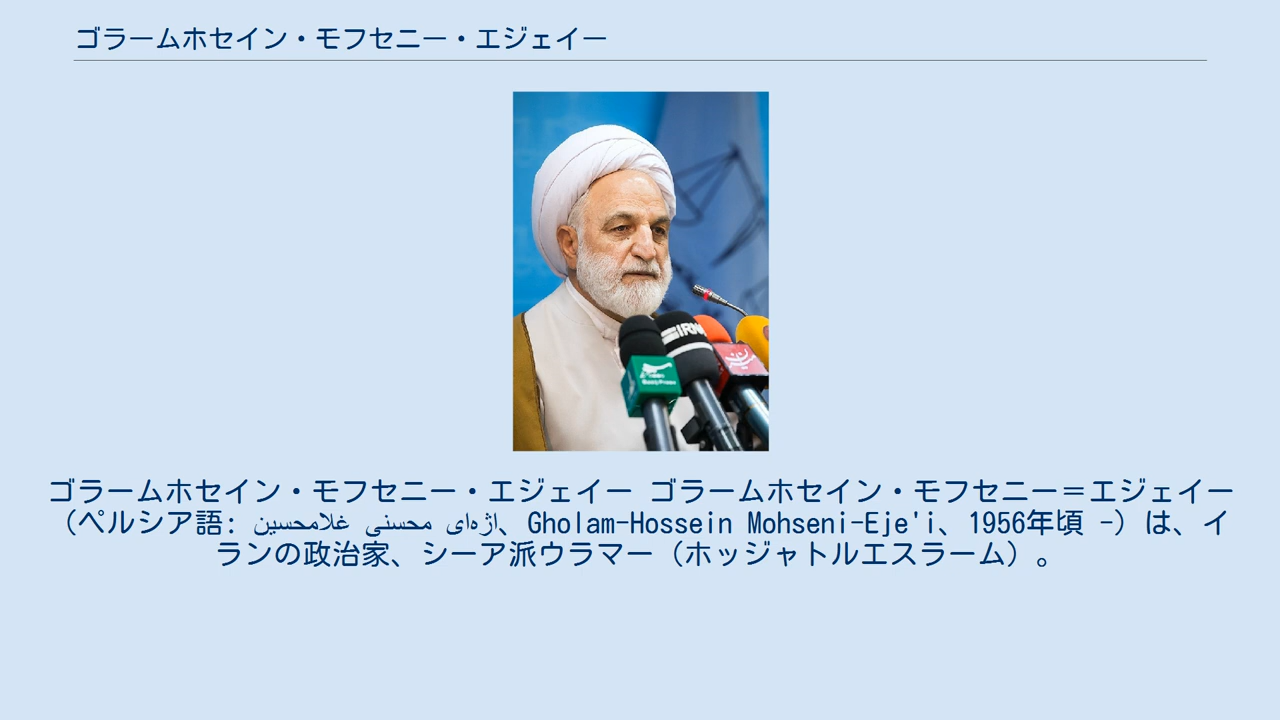 ゴラームホセイン・モフセニー・エジェイー
IRN
ゴラームホセイン・モフセニー・エジェイー ゴラームホセイン・モフセニー＝エジェイー
（ペルシア語: غلامحسین محسنی اژه‌ای、Gholam-Hossein Mohseni-Eje'i、1956年頃 -）は、イ
ランの政治家、シーア派ウラマー（ホッジャトルエスラーム）。